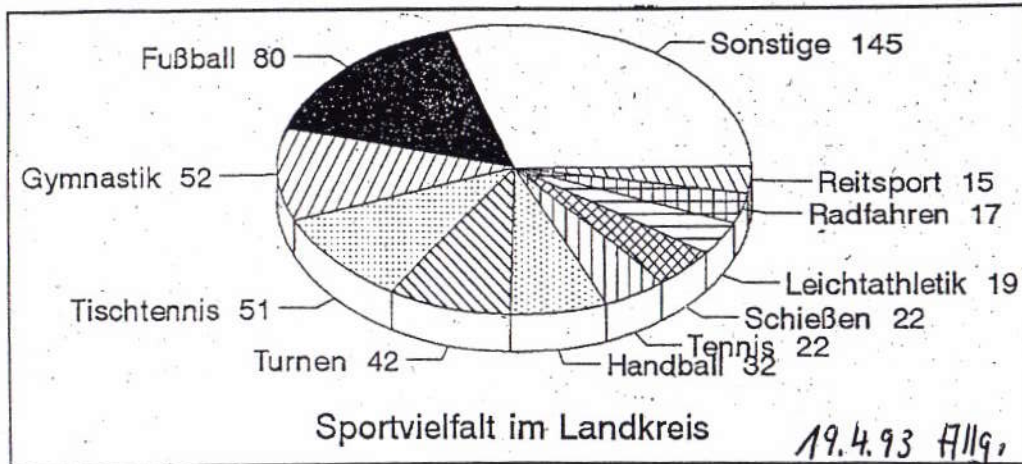 Sonstige 145
Fußball 80
Gymnastik 52
Reitsport 15
Radfahren 17
Leichtathletik 19
Tischtennis 51
Schießen 22
Tennis 22
Turnen 42
Handball 32
Sportvielfalt im Landkreis
19.4.93 Allg.